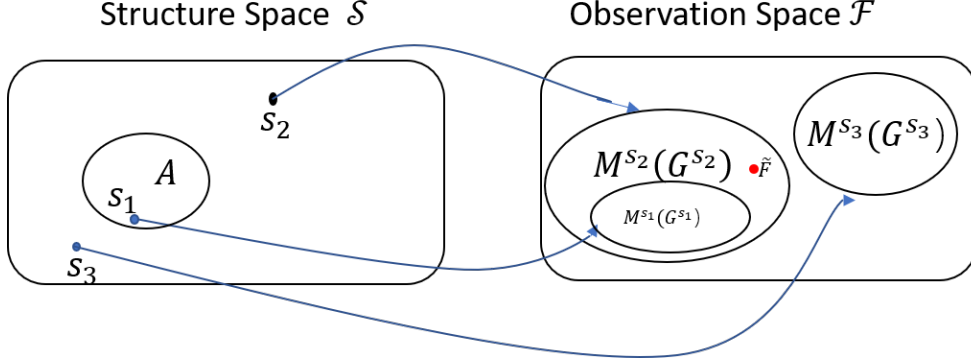 Structure Space 𝒮
Observation Space ℱ
s₂
A
s₁
s₃
M^{s₂}(G^{s₂})
F̃
M^{s₁}(G^{s₁})
M^{s₃}(G^{s₃})